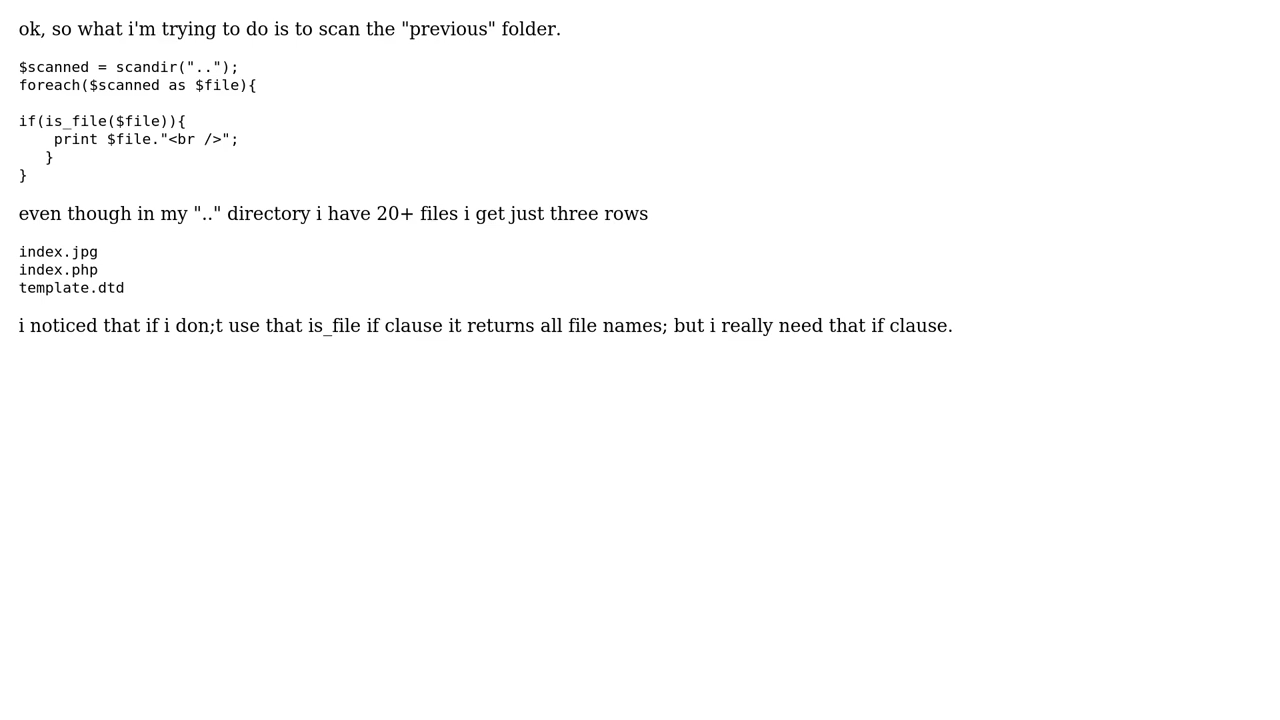 ok, so what i'm trying to do is to scan the "previous" folder.
$scanned = scandir("..");
foreach($scanned as $file){
if(is_file($file)){
    print $file."<br />";
   }
}
even though in my ".." directory i have 20+ files i get just three rows
index.jpg
index.php
template.dtd
i noticed that if i don;t use that is_file if clause it returns all file names; but i really need that if clause.